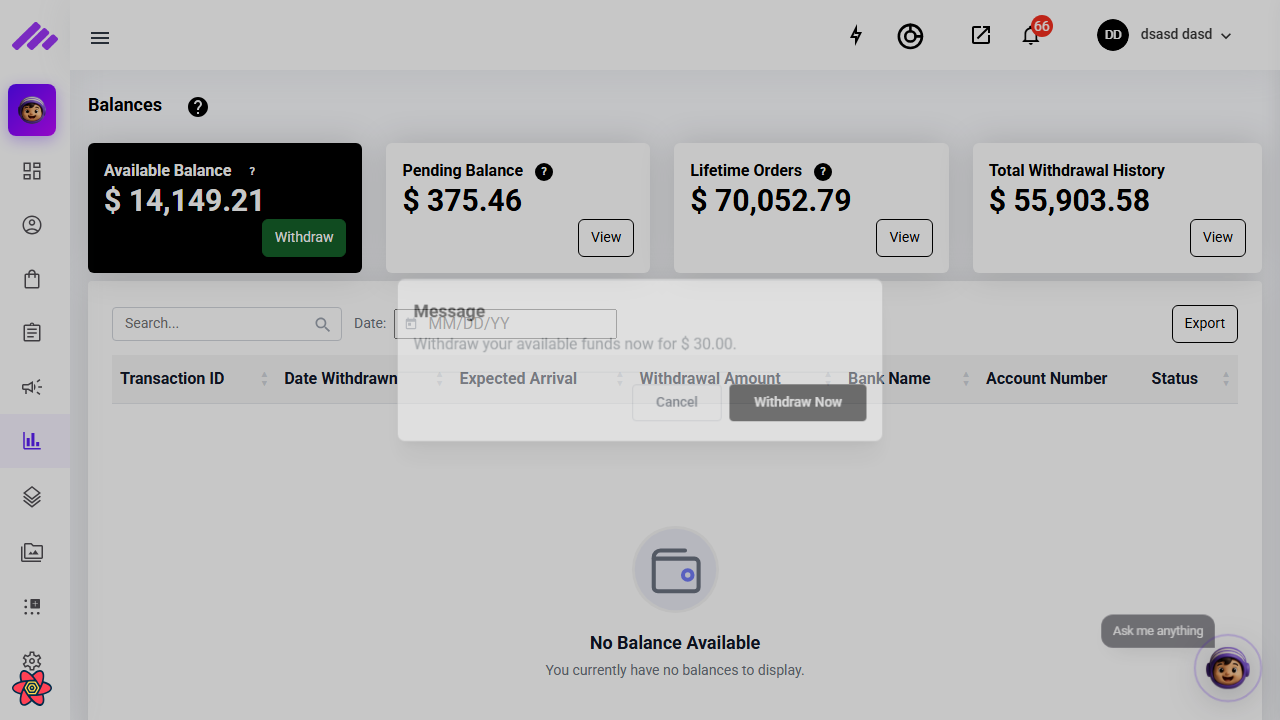 66
DD
dsasd dasd
Balances
?
Available Balance ?
$ 14,149.21
Withdraw
Pending Balance ?
$ 375.46
View
Lifetime Orders ?
$ 70,052.79
View
Total Withdrawal History
$ 55,903.58
View
Message
Search...
Date:
MM/DD/YY
Export
Withdraw your available funds now for $ 30.00.
Transaction ID
Date Withdrawn
Expected Arrival
Withdrawal Amount
Bank Name
Account Number
Status
Cancel
Withdraw Now
No Balance Available
You currently have no balances to display.
Ask me anything